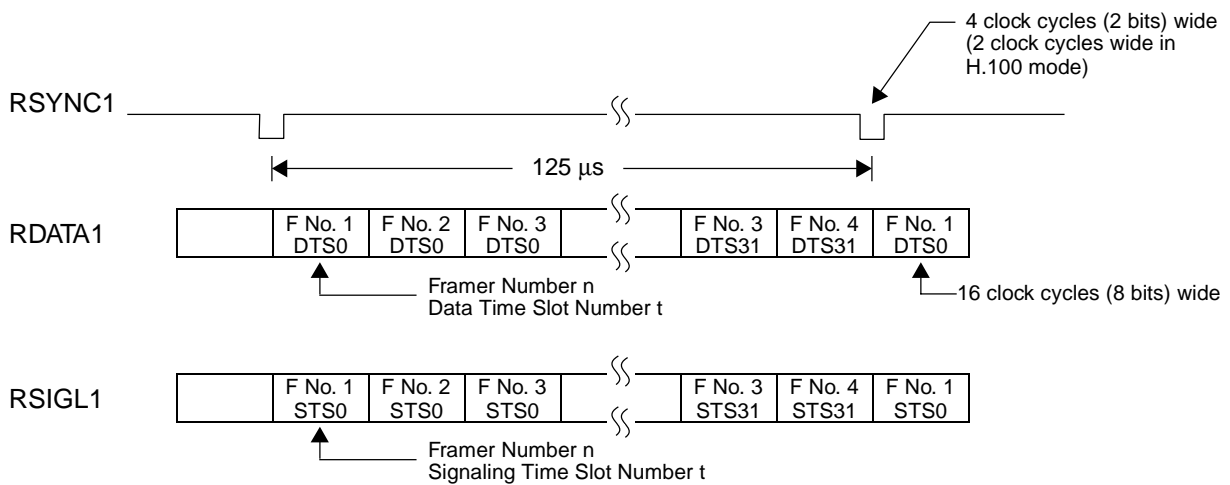 4 clock cycles (2 bits) wide
(2 clock cycles wide in
H.100 mode)
RSYNC1
125 µs
RDATA1
F No. 1 F No. 2 F No. 3 F No. 3 F No. 4 F No. 1
DTS0 DTS0 DTS0 DTS31 DTS31 DTS0
Framer Number n
Data Time Slot Number t
16 clock cycles (8 bits) wide
RSIGL1
F No. 1 F No. 2 F No. 3 F No. 3 F No. 4 F No. 1
STS0 STS0 STS0 STS31 STS31 STS0
Framer Number n
Signaling Time Slot Number t